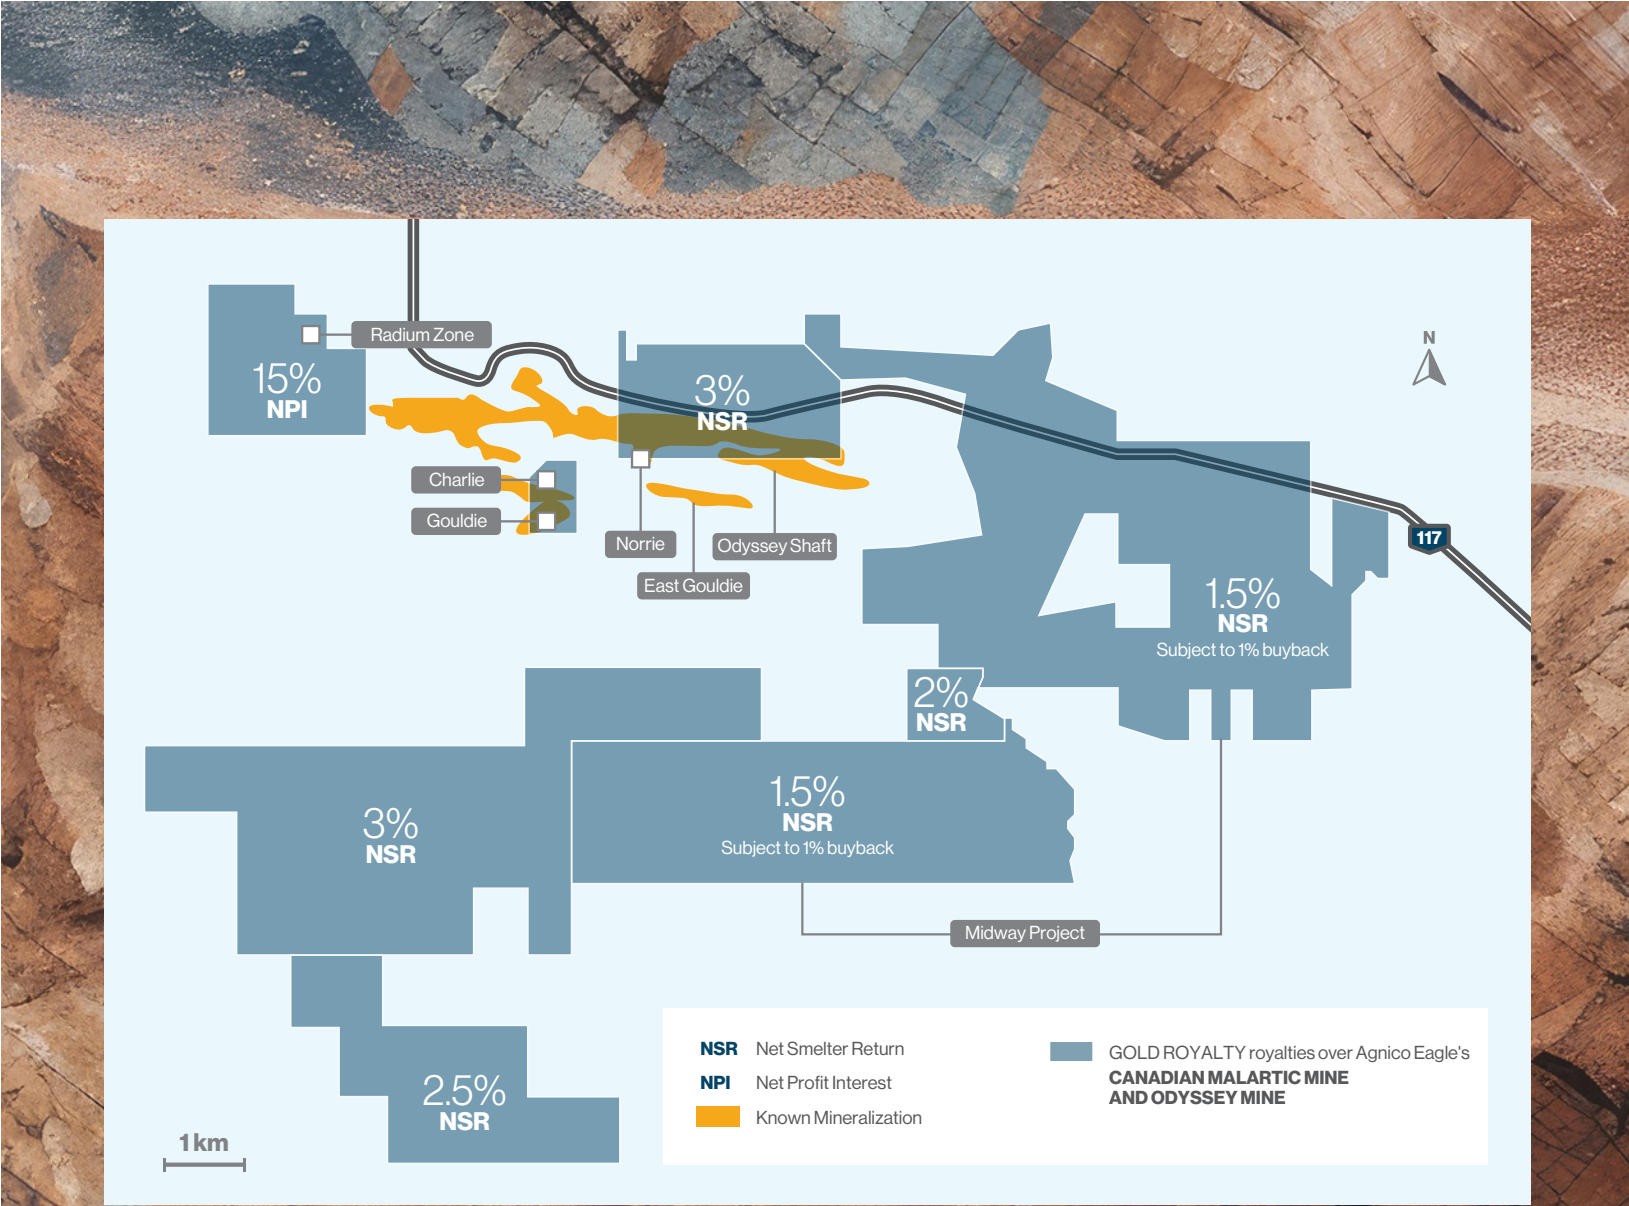 Radium Zone
15%
NPI
3%
NSR
N
Charlie
Gouldie
Norrie
Odyssey Shaft
East Gouldie
117
1.5%
NSR
Subject to 1% buyback
2%
NSR
1.5%
NSR
Subject to 1% buyback
3%
NSR
Midway Project
2.5%
NSR
1 km
NSR Net Smelter Return
NPI Net Profit Interest
Known Mineralization
GOLD ROYALTY royalties over Agnico Eagle's
CANADIAN MALARTIC MINE
AND ODYSSEY MINE